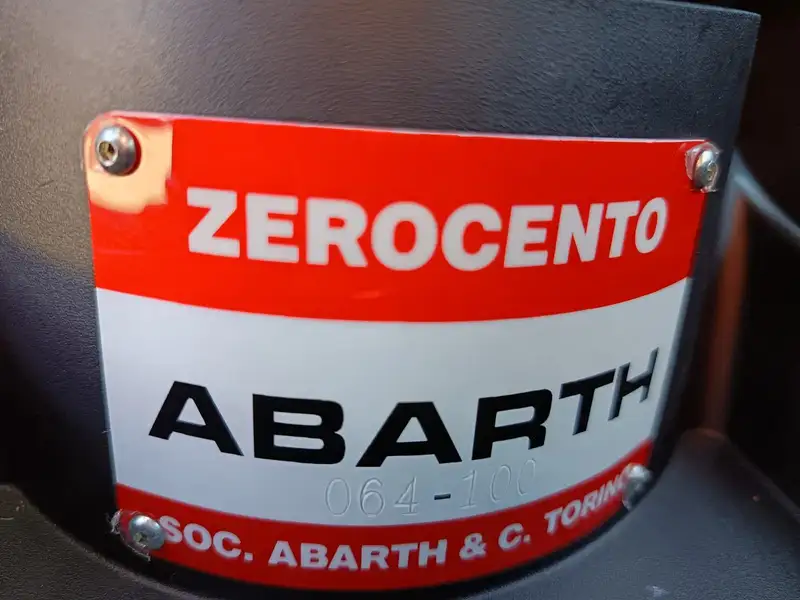 ZEROCENTO
ABARTH
064-100
SOC. ABARTH & C. TORINO